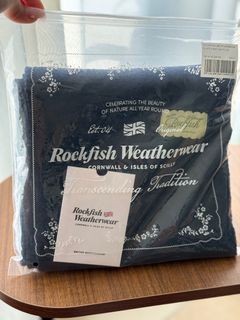 CELEBRATING THE BEAUTY
OF NATURE ALL YEAR ROUND
Est·04'
Original
Rockfish Weatherwear
CORNWALL & ISLES OF SCILLY
Transcending Tradition
Rockfish
Weatherwear
CORNWALL & ISLES OF SCILLY